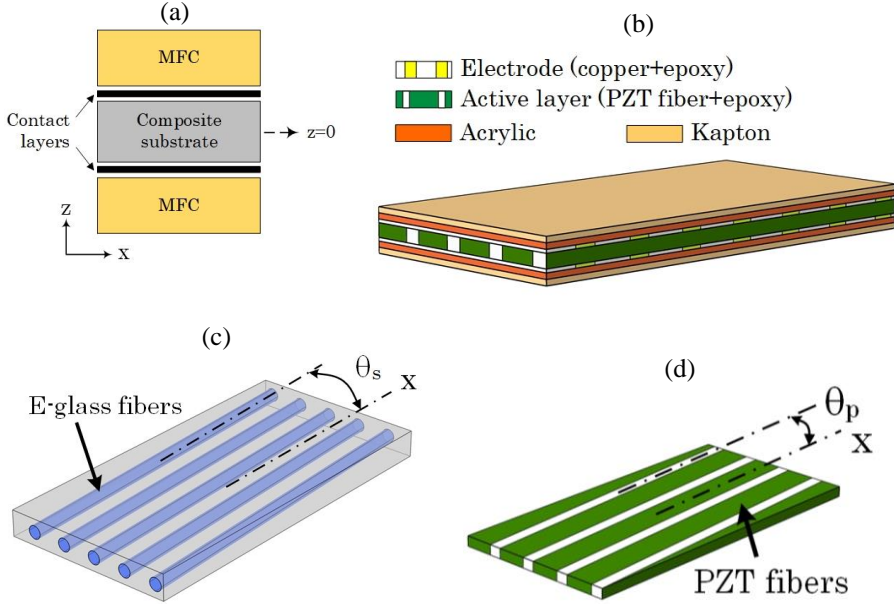 (a)
MFC
Contact
layers
Composite
substrate
z=0
MFC
Z
X
(b)
Electrode (copper+epoxy)
Active layer (PZT fiber+epoxy)
Acrylic
Kapton
(c)
E-glass fibers
θs
X
(d)
θp
X
PZT fibers